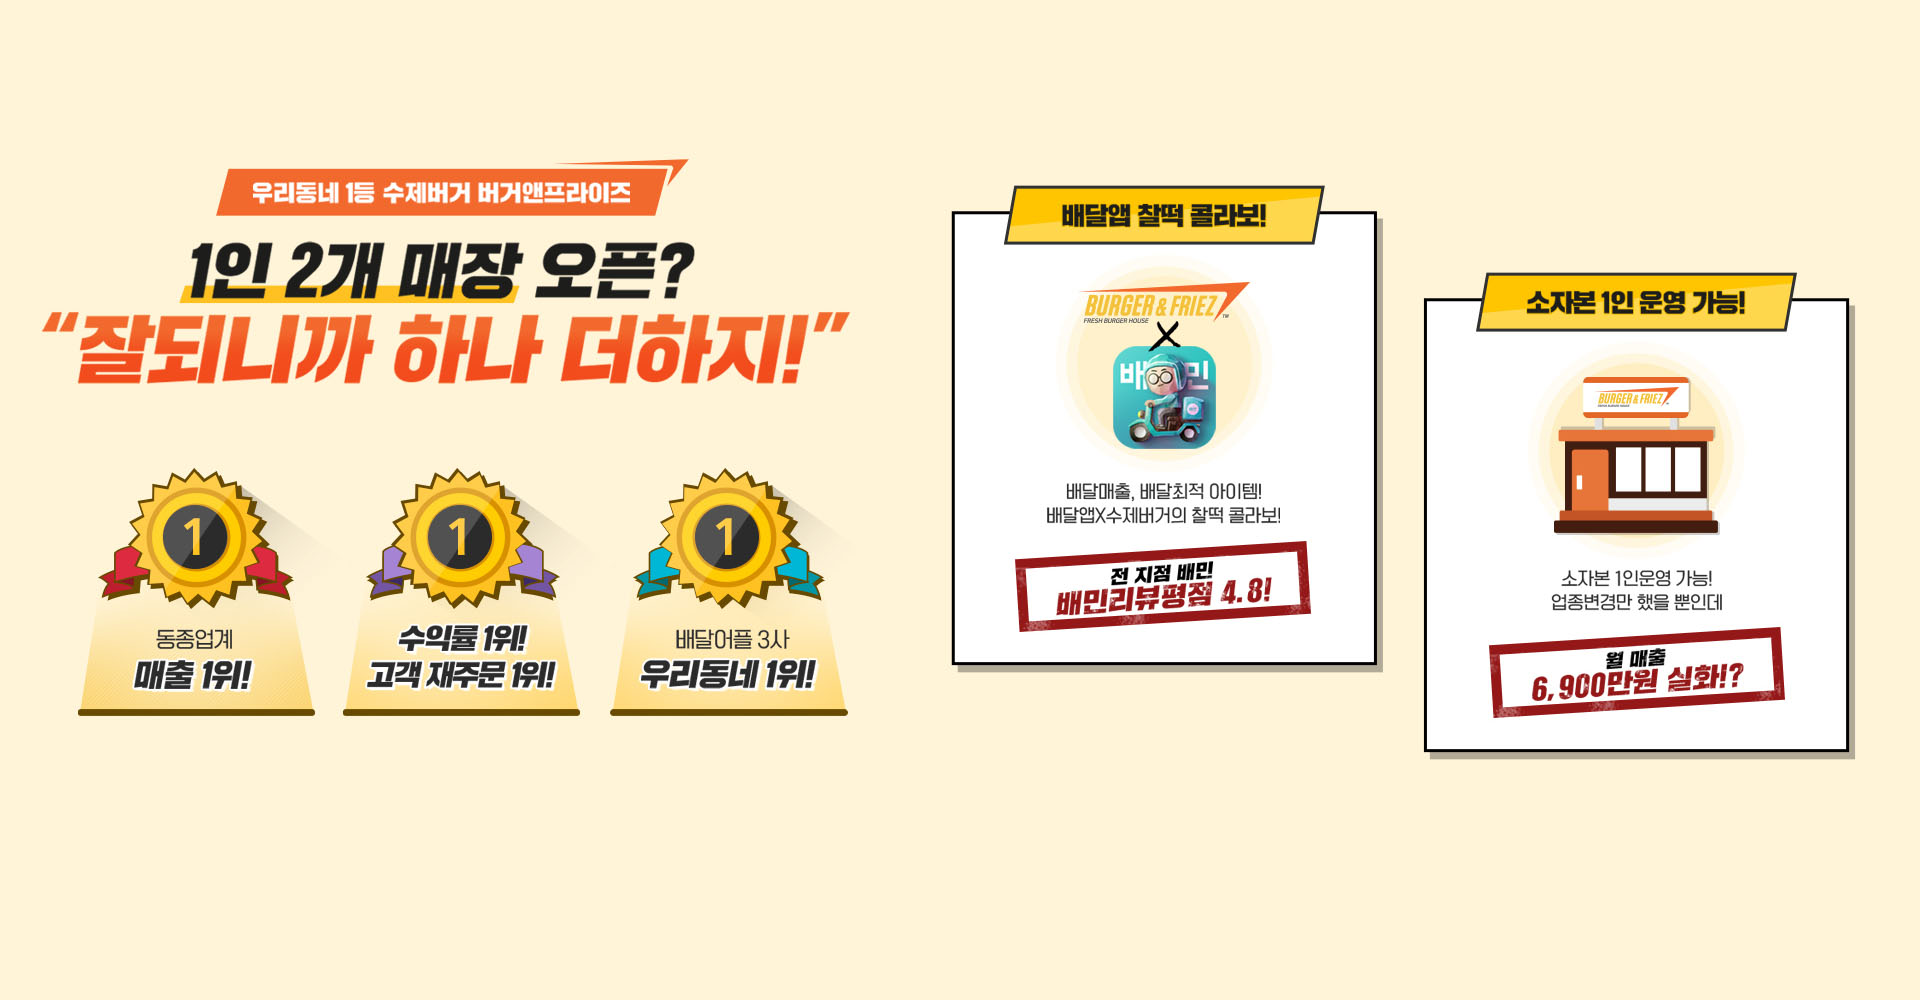 우리동네 1등 수제버거 버거앤프라이즈
1인 2개 매장 오픈?
“잘되니까 하나 더하지!”
1
동종업계
매출 1위!
1
수익률 1위!
고객 재주문 1위!
1
배달어플 3사
우리동네 1위!
배달앱 찰떡 콜라보!
BURGER & FRIEZ TM
FRESH BURGER HOUSE
X
배 민
배달매출, 배달최적 아이템!
배달앱X수제버거의 찰떡 콜라보!
전 지점 배민
배민리뷰평점 4.8!
소자본 1인 운영 가능!
BURGER & FRIEZ
FRESH BURGER HOUSE
소자본 1인운영 가능!
업종변경만 했을 뿐인데
월 매출
6,900만원 실화!?